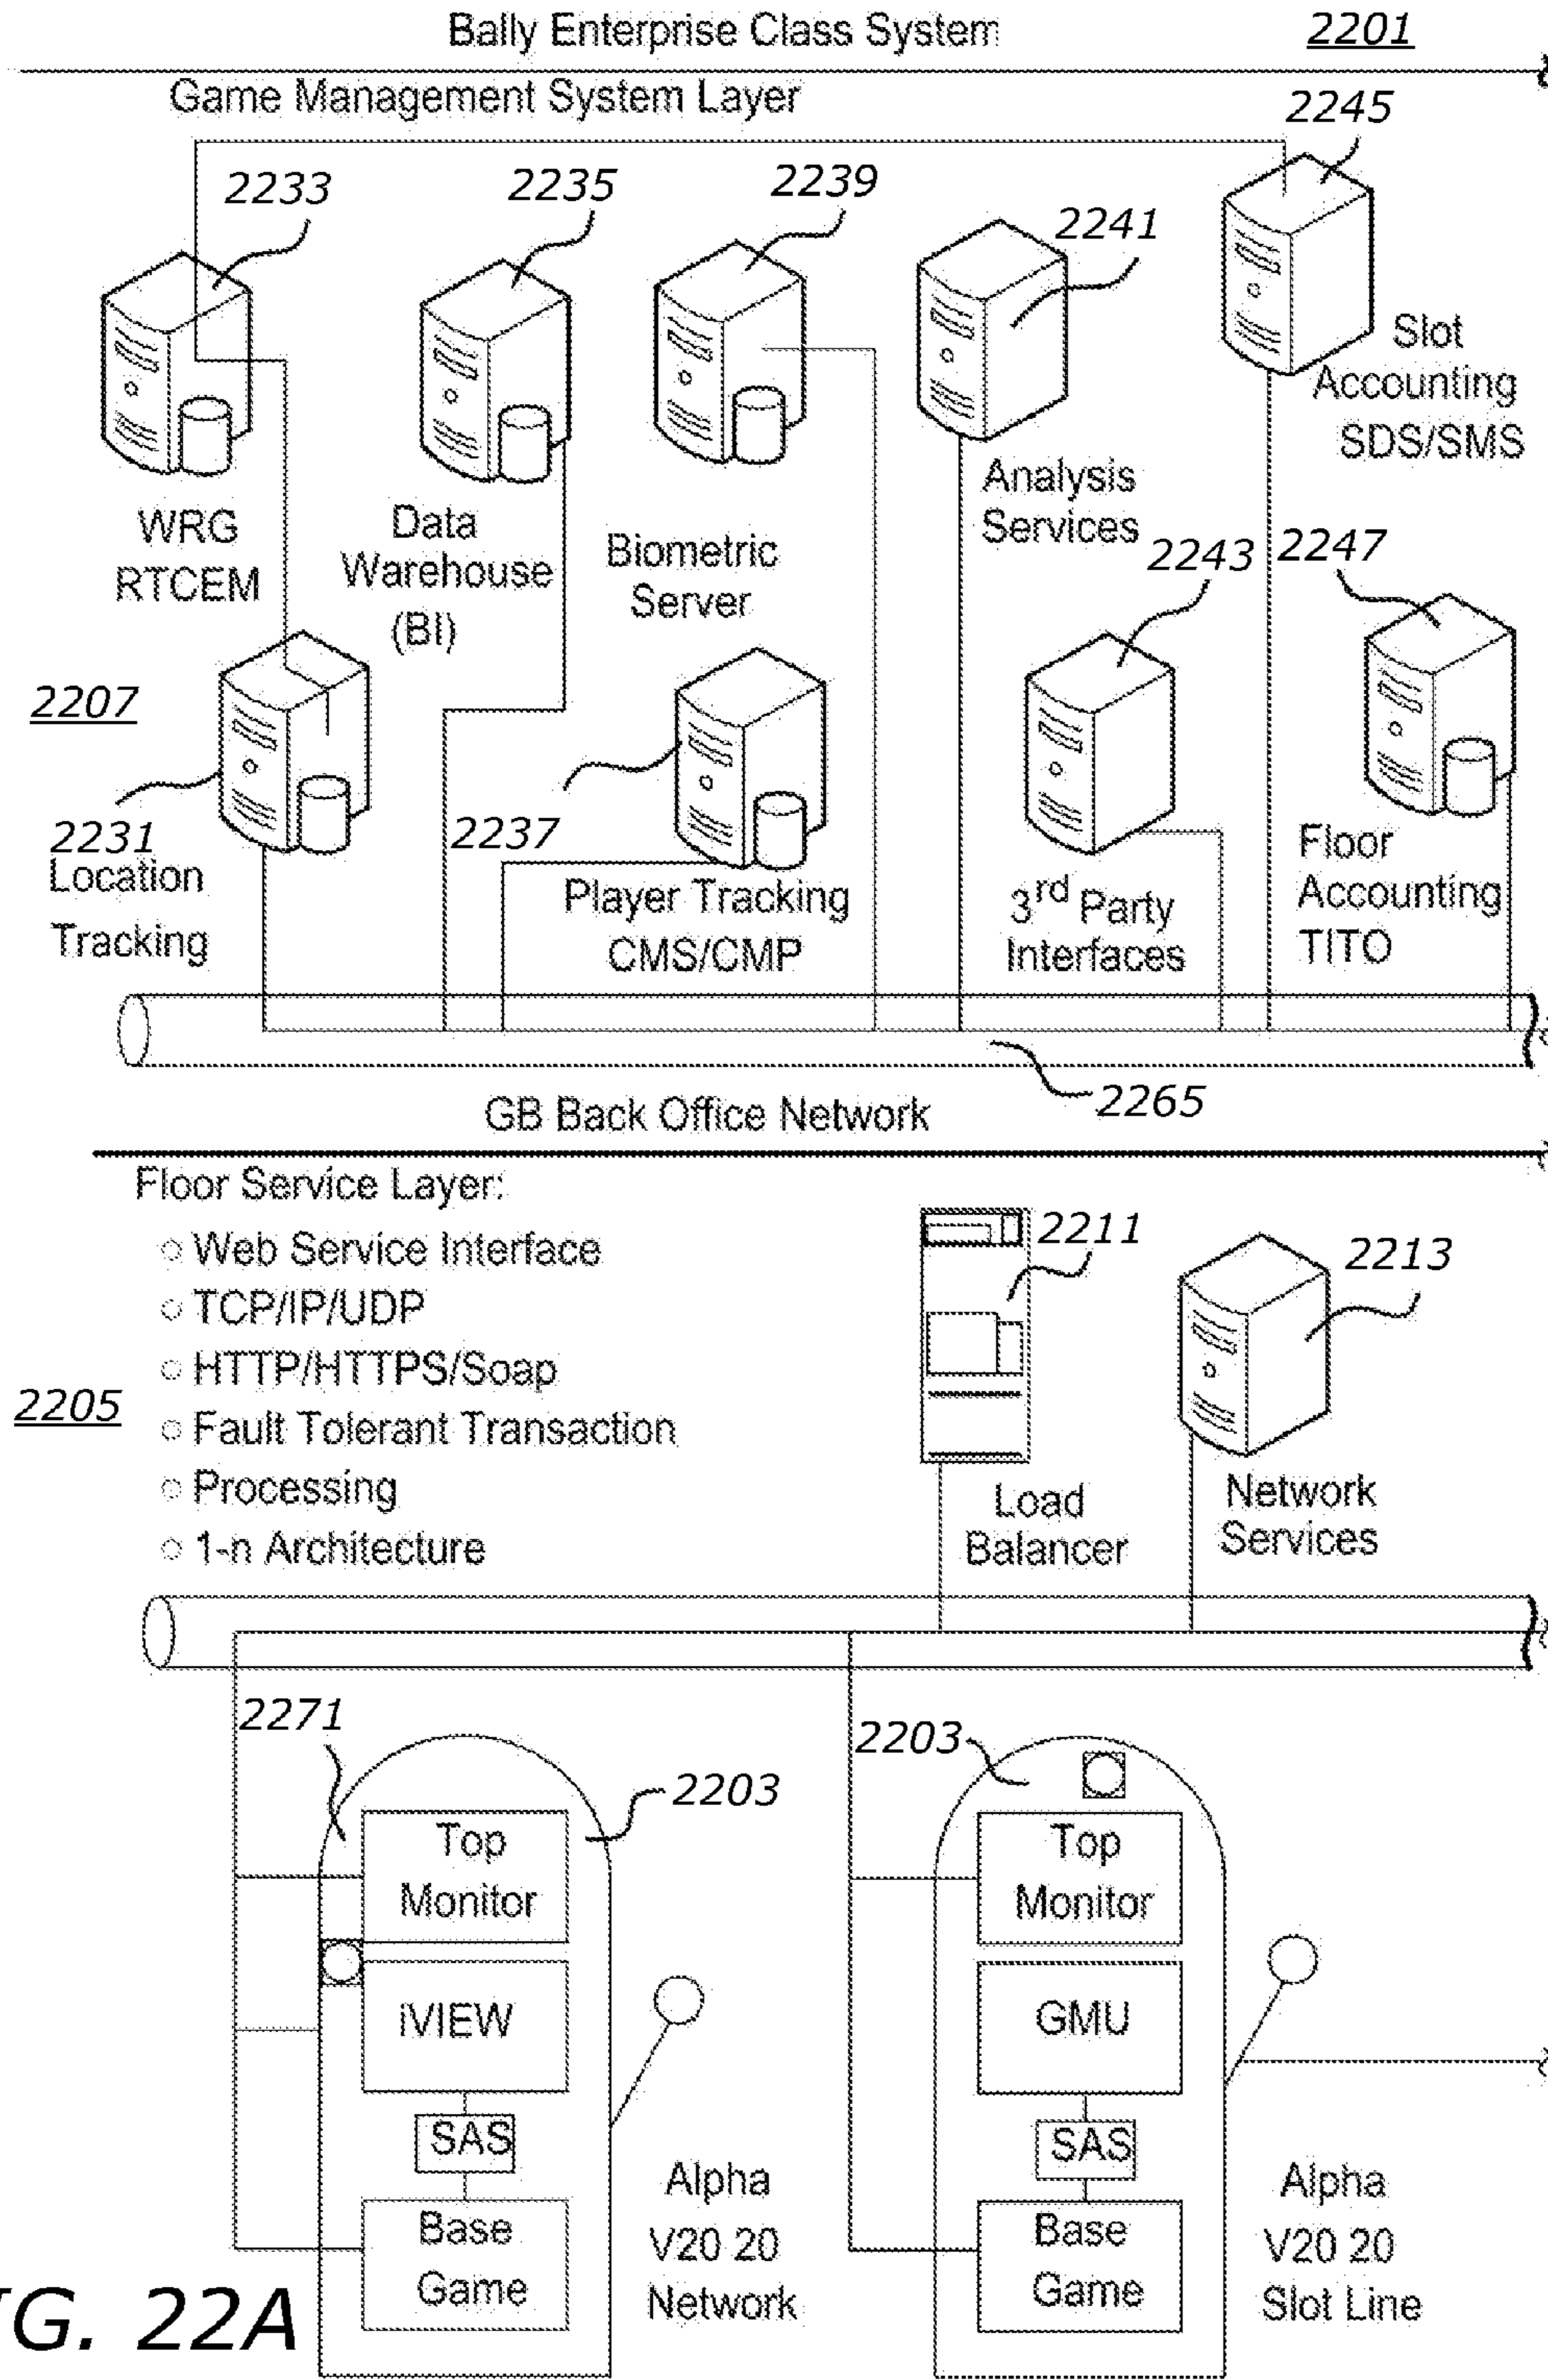 Bally Enterprise Class System
2201
Game Management System Layer
2245
2233
2235
2239
2241
Slot
Accounting
SDS/SMS
WRG
RTCEM
Data
Warehouse
(BI)
Biometric
Server
Analysis
Services
2243
2247
2207
2231
Location
Tracking
2237
Player Tracking
CMS/CMP
3rd Party
Interfaces
Floor
Accounting
TITO
2265
GB Back Office Network
Floor Service Layer:
○ Web Service Interface
○ TCP/IP/UDP
○ HTTP/HTTPS/Soap
○ Fault Tolerant Transaction
○ Processing
○ 1-n Architecture
2205
2211
2213
Load
Balancer
Network
Services
2271
2203
Top
Monitor
iVIEW
SAS
Base
Game
Alpha
V20 20
Network
2203
Top
Monitor
GMU
SAS
Base
Game
Alpha
V20 20
Slot Line
G. 22A